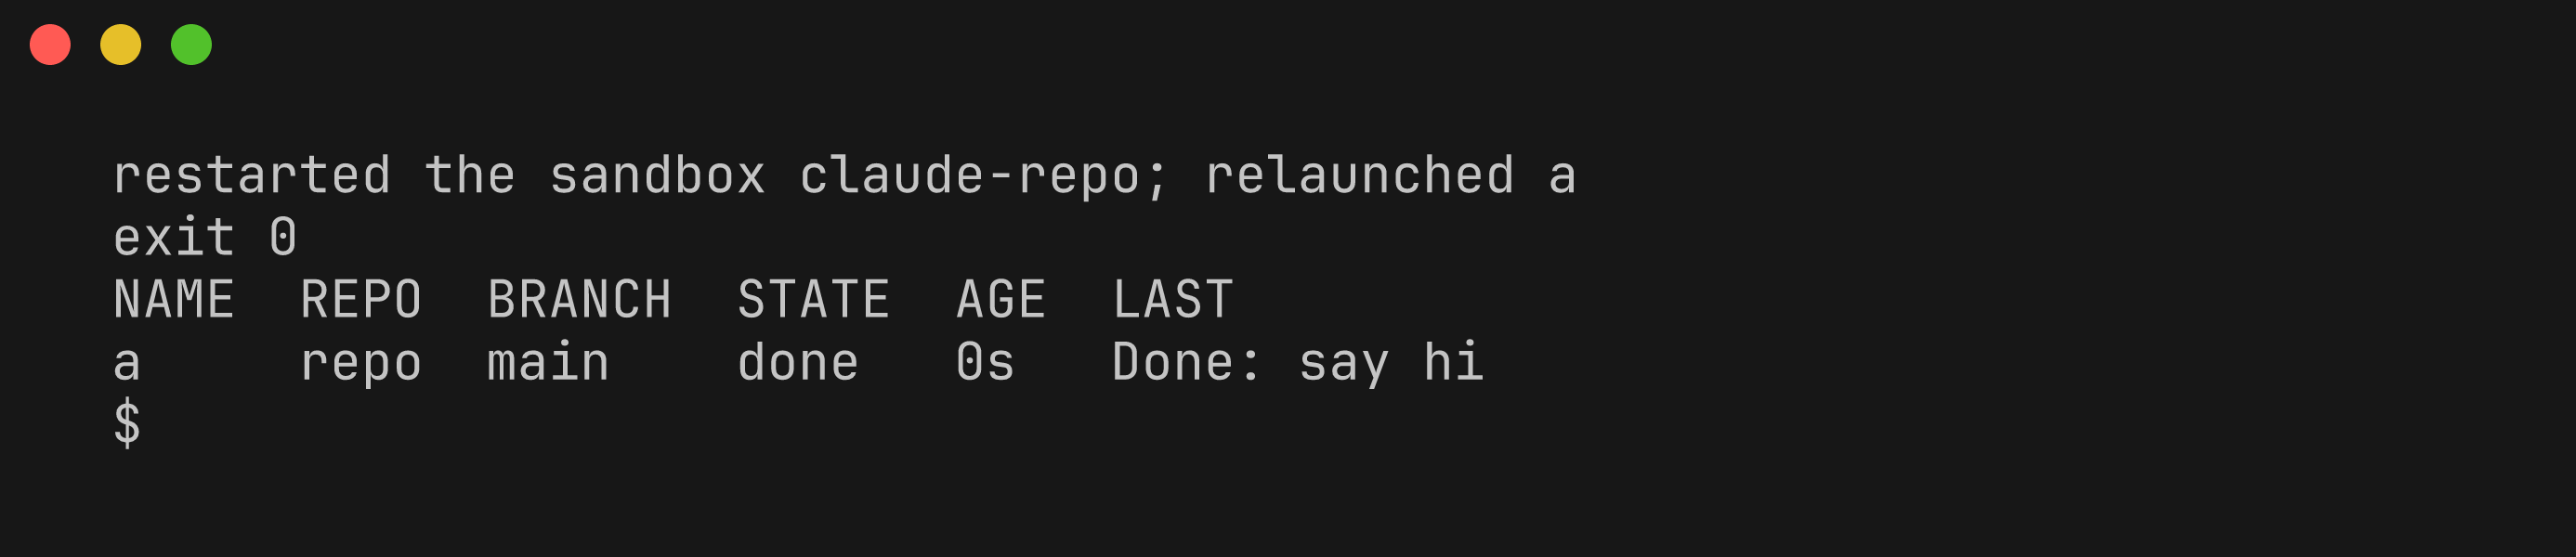 restarted the sandbox claude-repo; relaunched a
exit 0
NAME  REPO  BRANCH  STATE  AGE  LAST
a     repo  main    done   0s   Done: say hi
$